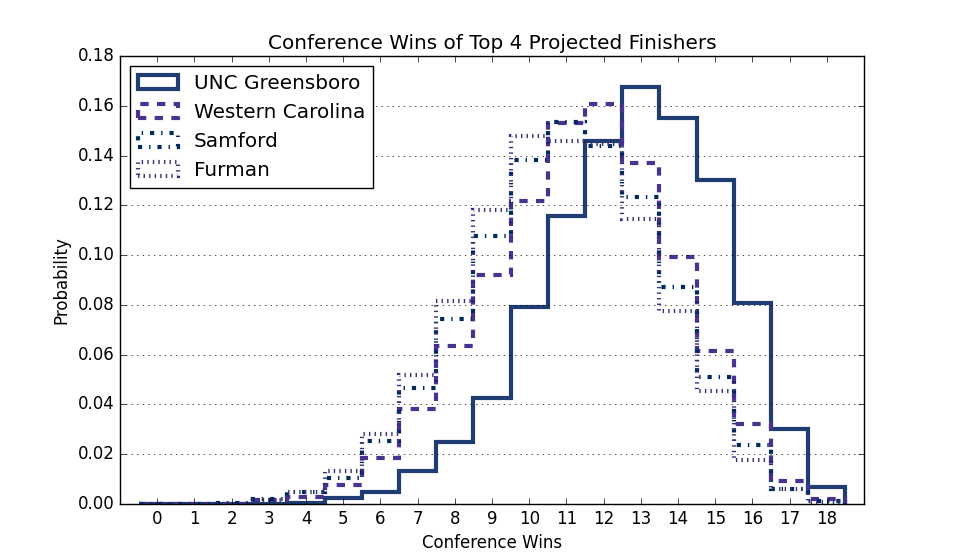 Conference Wins of Top 4 Projected Finishers
0.18
0.16
0.14
0.12
0.10
0.08
0.06
0.04
0.02
0.00
Probability
UNC Greensboro
Western Carolina
Samford
Furman
0 1 2 3 4 5 6 7 8 9 10 11 12 13 14 15 16 17 18
Conference Wins